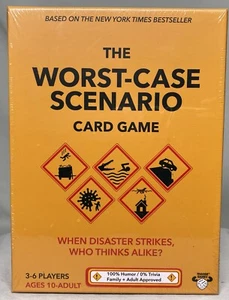 BASED ON THE NEW YORK TIMES BESTSELLER
THE
WORST-CASE
SCENARIO
CARD GAME
WHEN DISASTER STRIKES,
WHO THINKS ALIKE?
3-6 PLAYERS
AGES 10-ADULT
100% Humor / 0% Trivia
Family + Adult Approved